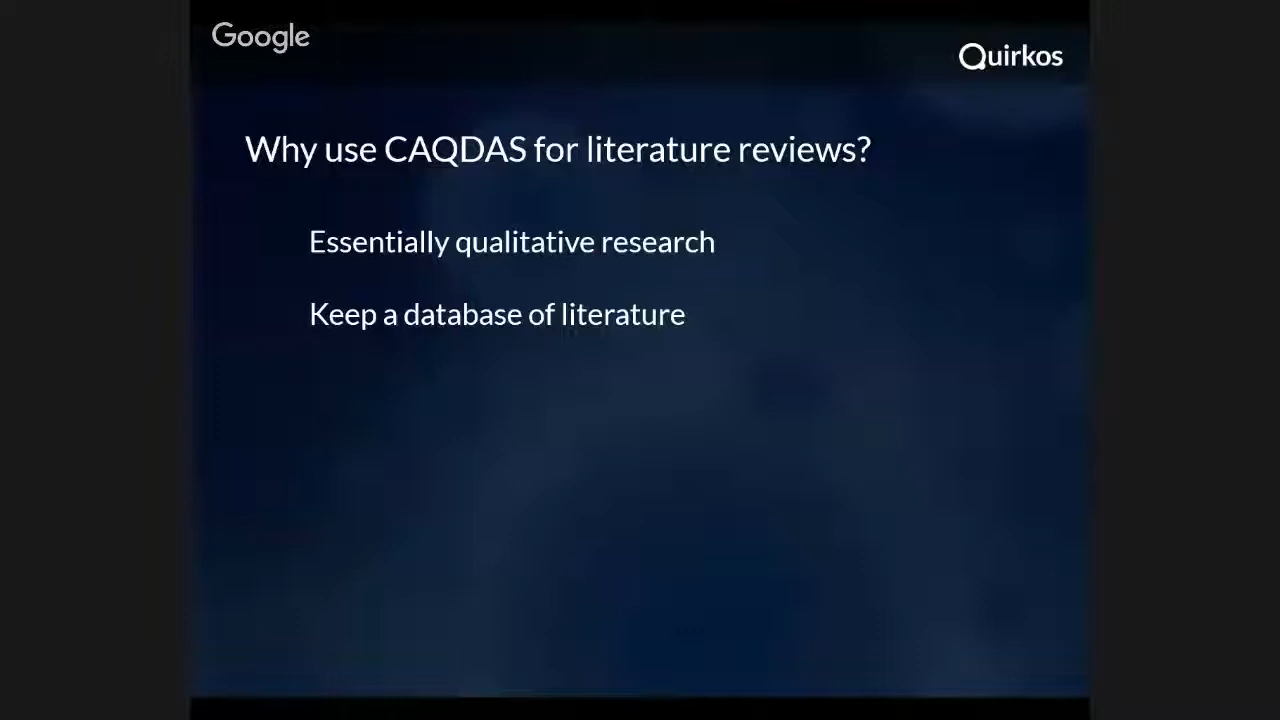 Google
Quirkos
Why use CAQDAS for literature reviews?
Essentially qualitative research
Keep a database of literature